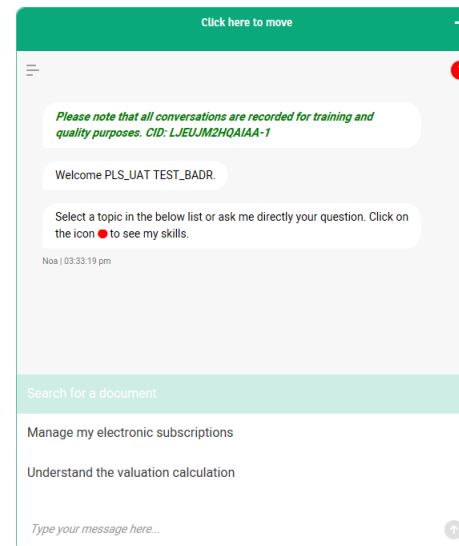 Click here to move
Please note that all conversations are recorded for training and
quality purposes. CID: LJEUJM2HQAIAA-1
Welcome PLS_UAT TEST_BADR.
Select a topic in the below list or ask me directly your question. Click on
the icon to see my skills.
Noa | 03:33:19 pm
Search for a document
Manage my electronic subscriptions
Understand the valuation calculation
Type your message here...